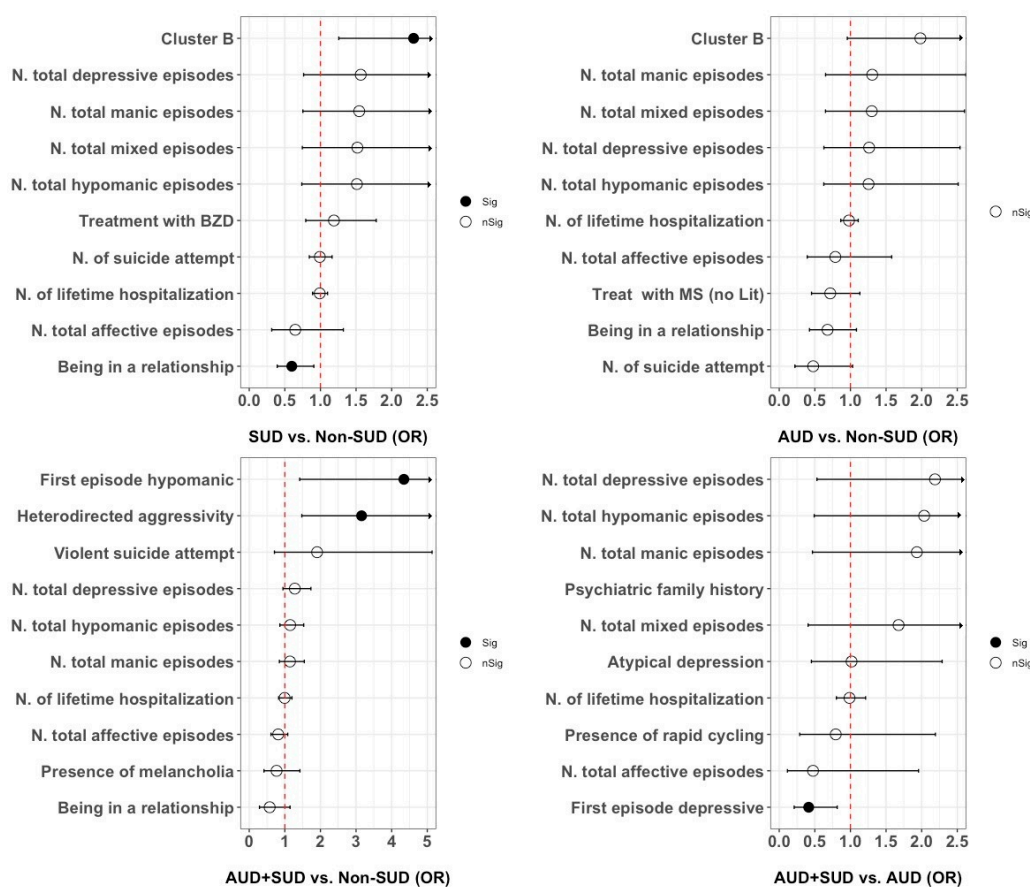 Cluster B
N. total depressive episodes
N. total manic episodes
N. total mixed episodes
N. total hypomanic episodes
Treatment with BZD
N. of suicide attempt
N. of lifetime hospitalization
N. total affective episodes
Being in a relationship
0.0 0.5 1.0 1.5 2.0 2.5
SUD vs. Non-SUD (OR)
Sig
nSig
Cluster B
N. total manic episodes
N. total mixed episodes
N. total depressive episodes
N. total hypomanic episodes
N. of lifetime hospitalization
N. total affective episodes
Treat with MS (no Lit)
Being in a relationship
N. of suicide attempt
0.0 0.5 1.0 1.5 2.0 2.5
AUD vs. Non-SUD (OR)
nSig
First episode hypomanic
Heterodirected aggressivity
Violent suicide attempt
N. total depressive episodes
N. total hypomanic episodes
N. total manic episodes
N. of lifetime hospitalization
N. total affective episodes
Presence of melancholia
Being in a relationship
0 1 2 3 4 5
AUD+SUD vs. Non-SUD (OR)
Sig
nSig
N. total depressive episodes
N. total hypomanic episodes
N. total manic episodes
Psychiatric family history
N. total mixed episodes
Atypical depression
N. of lifetime hospitalization
Presence of rapid cycling
N. total affective episodes
First episode depressive
0.0 0.5 1.0 1.5 2.0 2.5
AUD+SUD vs. AUD (OR)
Sig
nSig